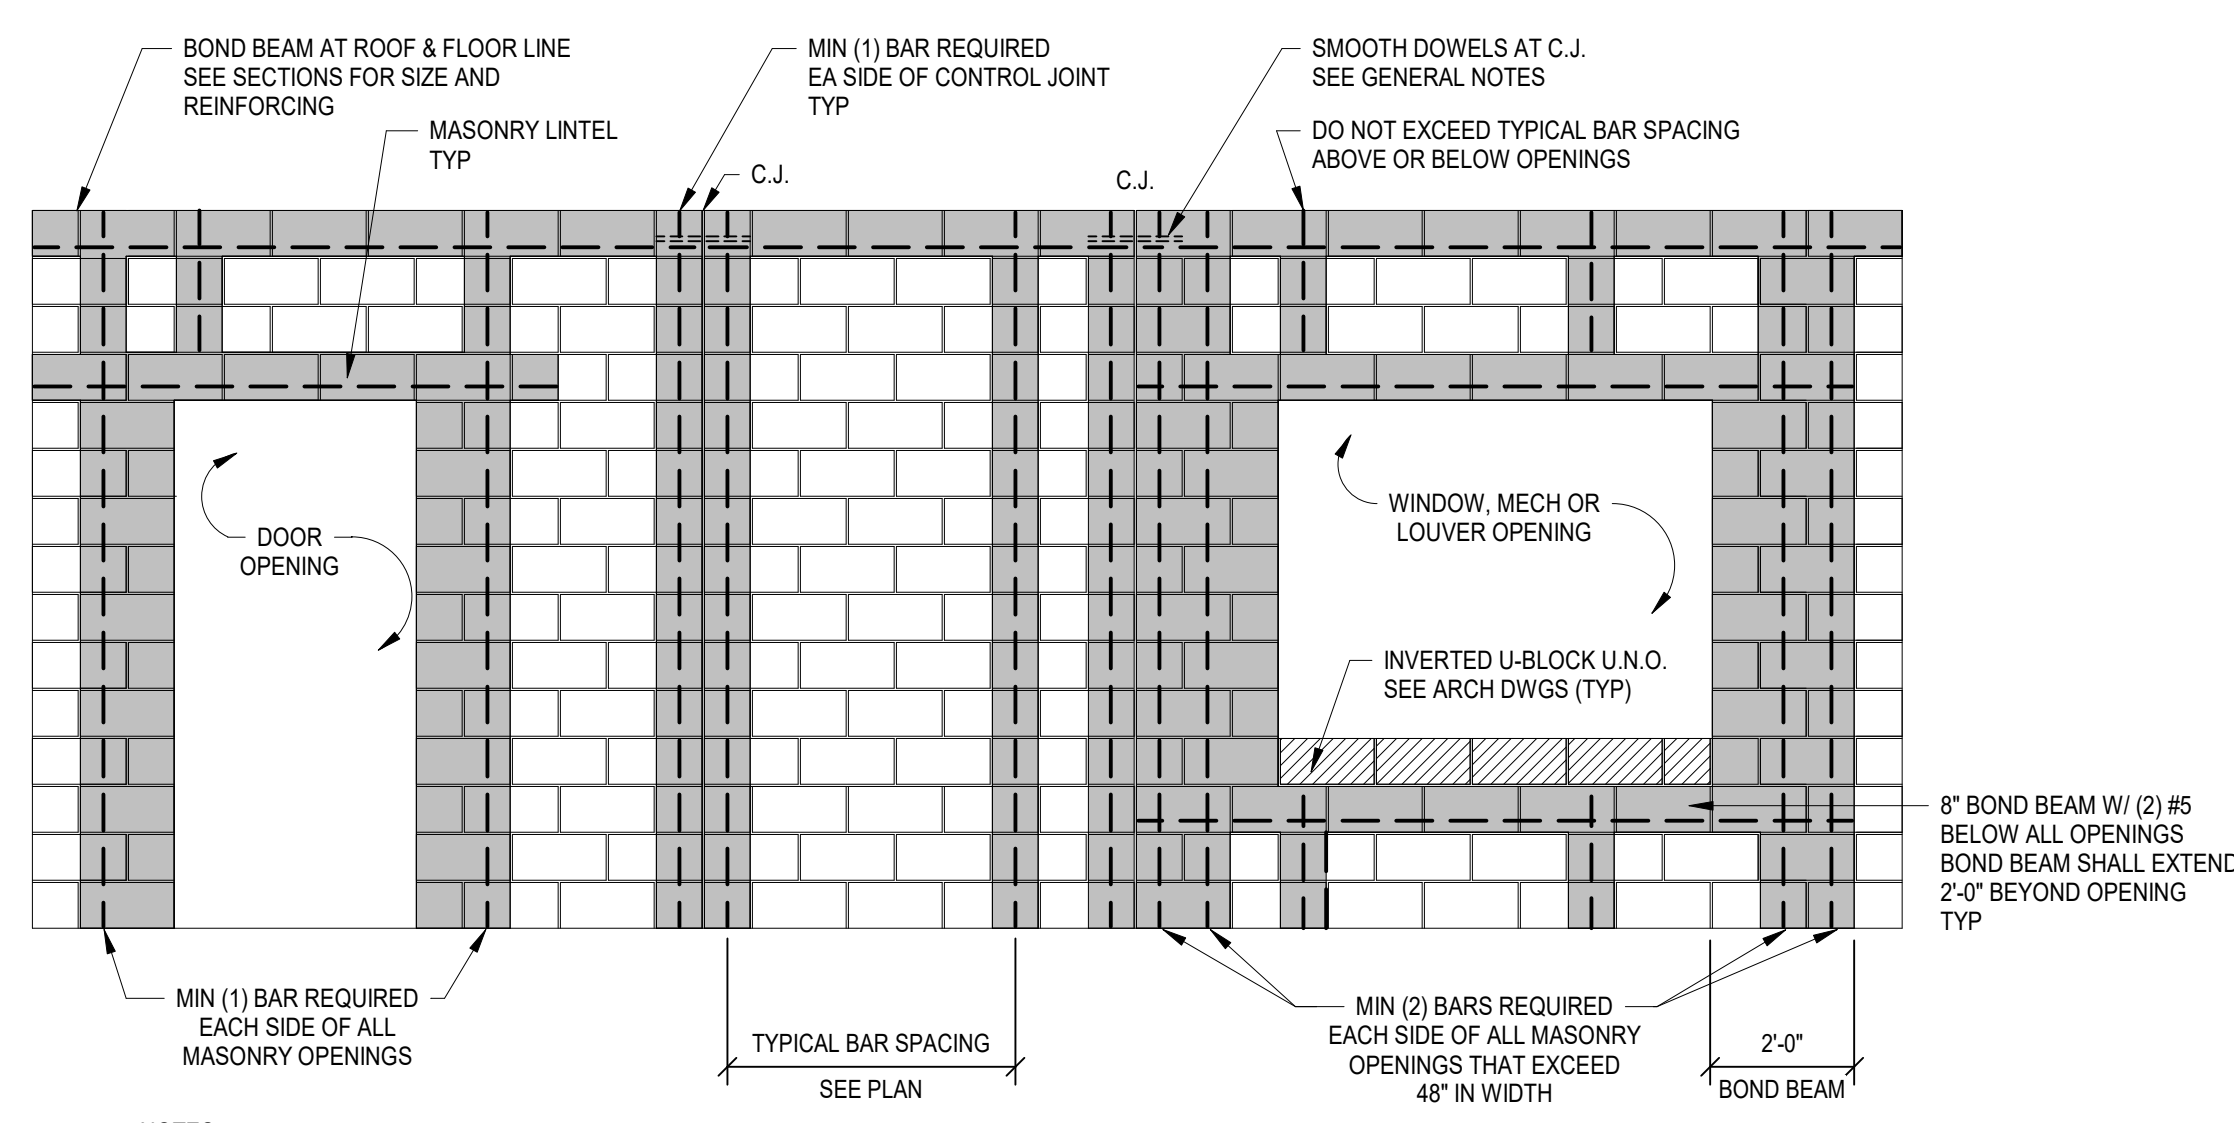 BOND BEAM AT ROOF & FLOOR LINE
SEE SECTIONS FOR SIZE AND
REINFORCING
MASONRY LINTEL
TYP
MIN (1) BAR REQUIRED
EA SIDE OF CONTROL JOINT
TYP
C.J.
C.J.
SMOOTH DOWELS AT C.J.
SEE GENERAL NOTES
DO NOT EXCEED TYPICAL BAR SPACING
ABOVE OR BELOW OPENINGS
DOOR
OPENING
WINDOW, MECH OR
LOUVER OPENING
INVERTED U-BLOCK U.N.O.
SEE ARCH DWGS (TYP)
8" BOND BEAM W/ (2) #5
BELOW ALL OPENINGS
BOND BEAM SHALL EXTEND
2'-0" BEYOND OPENING
TYP
MIN (1) BAR REQUIRED
EACH SIDE OF ALL
MASONRY OPENINGS
TYPICAL BAR SPACING
SEE PLAN
MIN (2) BARS REQUIRED
EACH SIDE OF ALL MASONRY
OPENINGS THAT EXCEED
48" IN WIDTH
2'-0"
BOND BEAM